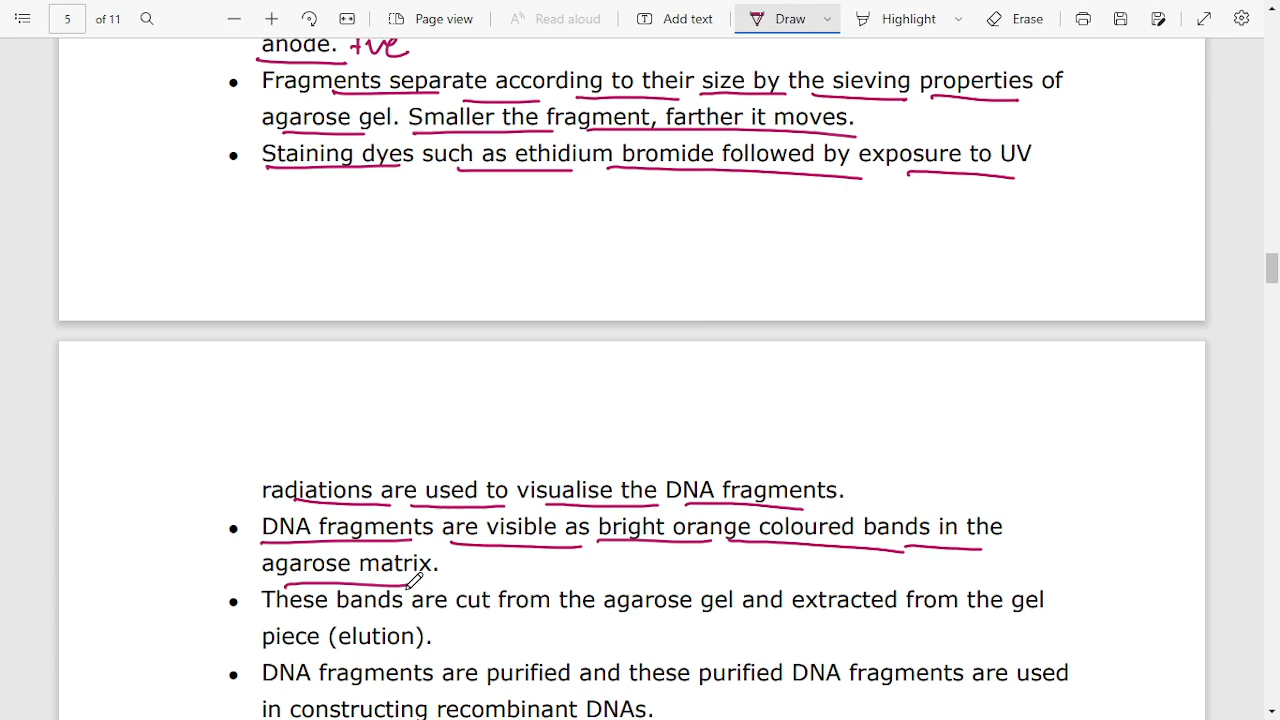 5 of 11 Page view Read aloud Add text Draw Highlight Erase
anode. +ve
• Fragments separate according to their size by the sieving properties of
agarose gel. Smaller the fragment, farther it moves.
• Staining dyes such as ethidium bromide followed by exposure to UV
radiations are used to visualise the DNA fragments.
• DNA fragments are visible as bright orange coloured bands in the
agarose matrix.
• These bands are cut from the agarose gel and extracted from the gel
piece (elution).
• DNA fragments are purified and these purified DNA fragments are used
in constructing recombinant DNAs.